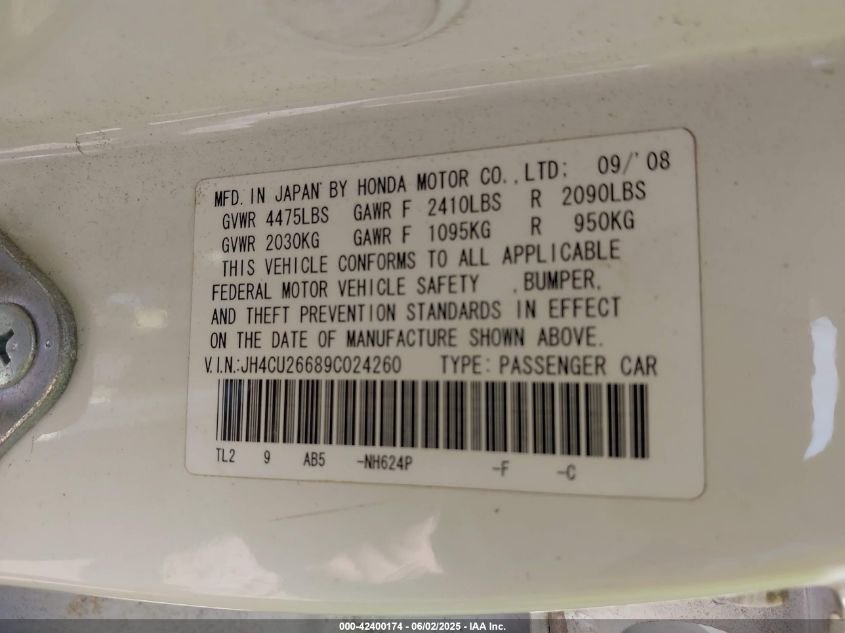 MFD. IN JAPAN BY HONDA MOTOR CO., LTD: 09/'08
GVWR 4475LBS GAWR F 2410LBS R 2090LBS
GVWR 2030KG GAWR F 1095KG R 950KG
THIS VEHICLE CONFORMS TO ALL APPLICABLE
FEDERAL MOTOR VEHICLE SAFETY , BUMPER,
AND THEFT PREVENTION STANDARDS IN EFFECT
ON THE DATE OF MANUFACTURE SHOWN ABOVE.
V.I.N.:JH4CU26689C024260 TYPE: PASSENGER CAR
TL2 9 AB5 -NH624P -F -C
000-42400174 - 06/02/2025 - IAA Inc.